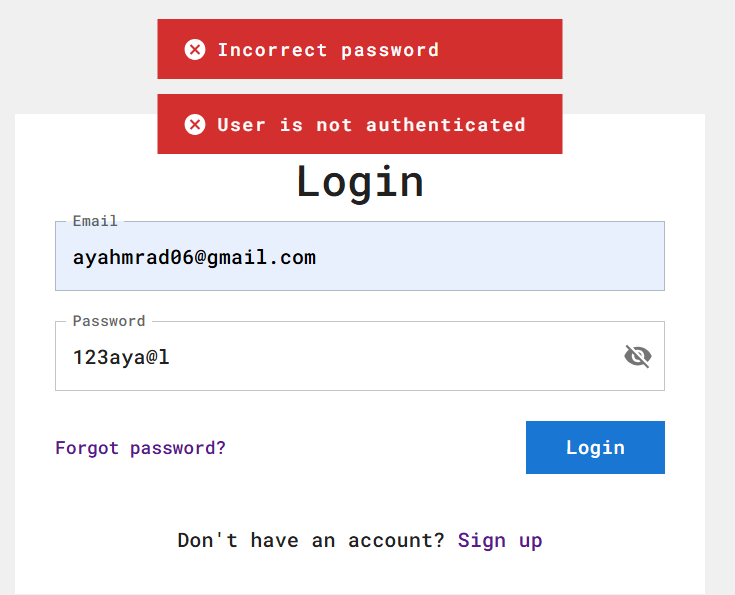 Incorrect password
User is not authenticated
Login
Email
ayahmrad06@gmail.com
Password
123aya@l
Forgot password?
Login
Don't have an account? Sign up